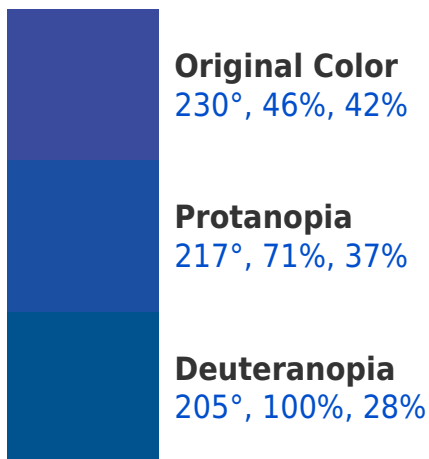 Original Color
230°, 46%, 42%
Protanopia
217°, 71%, 37%
Deuteranopia
205°, 100%, 28%